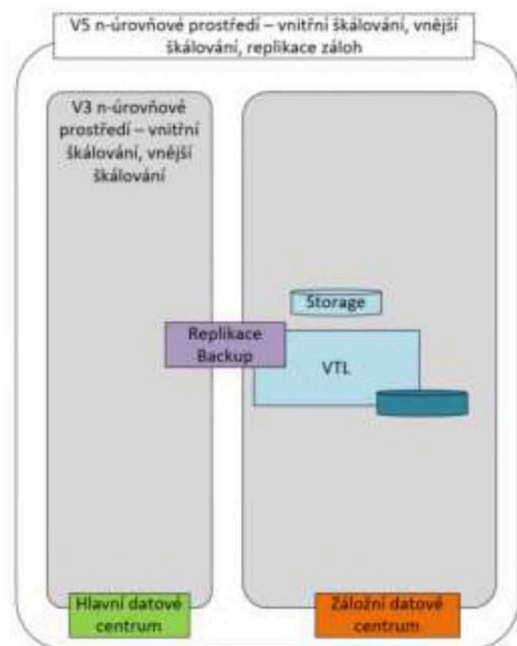 V5 n-úrovňové prostředí – vnitřní škálování, vnější
škálování, replikace záloh
V3 n-úrovňové
prostředí – vnitřní
škálování, vnější
škálování
Storage
Replikace
Backup
VTL
Hlavní datové
centrum
Záložní datové
centrum